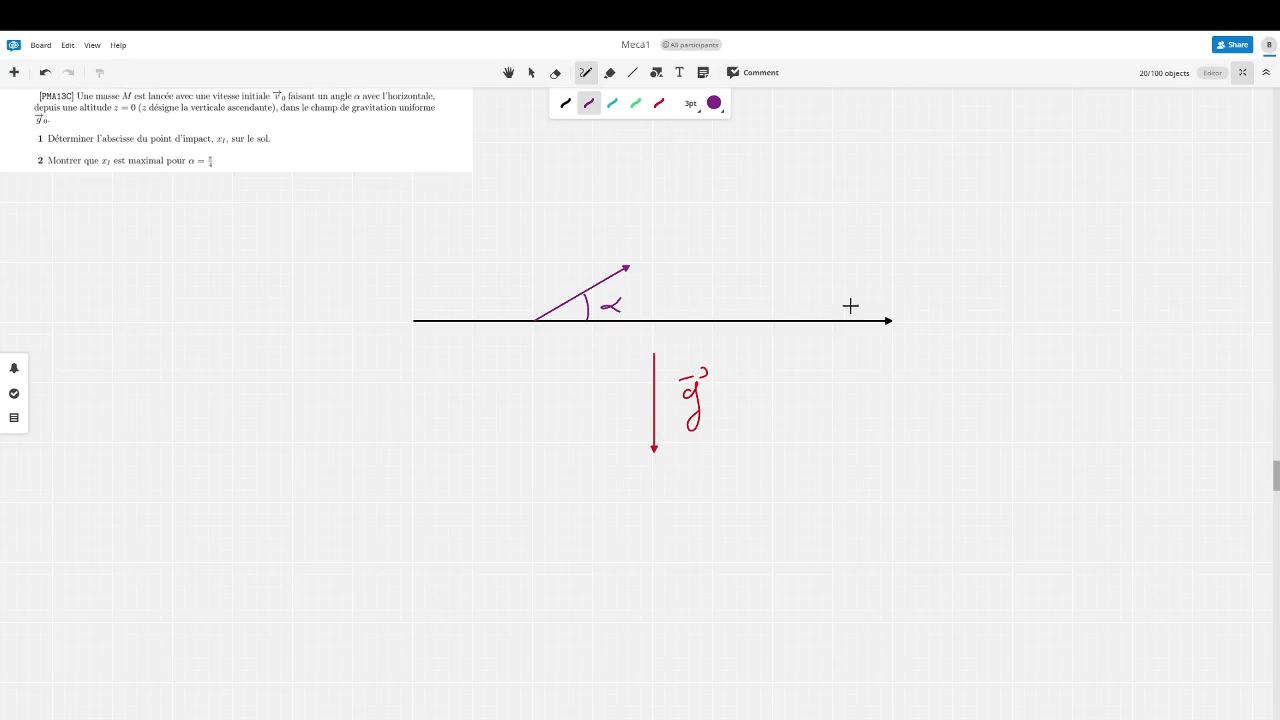 Board Edit View Help
Meca1 All participants
Share B
Comment
20/100 objects Editor
3pt
[PMA13C] Une masse M est lancée avec une vitesse initiale v⃗₀ faisant un angle α avec l'horizontale,
depuis une altitude z = 0 (z désigne la verticale ascendante), dans le champ de gravitation uniforme
g⃗₀.
1 Déterminer l'abscisse du point d'impact, x_I, sur le sol.
2 Montrer que x_I est maximal pour α = π/4
α
g⃗